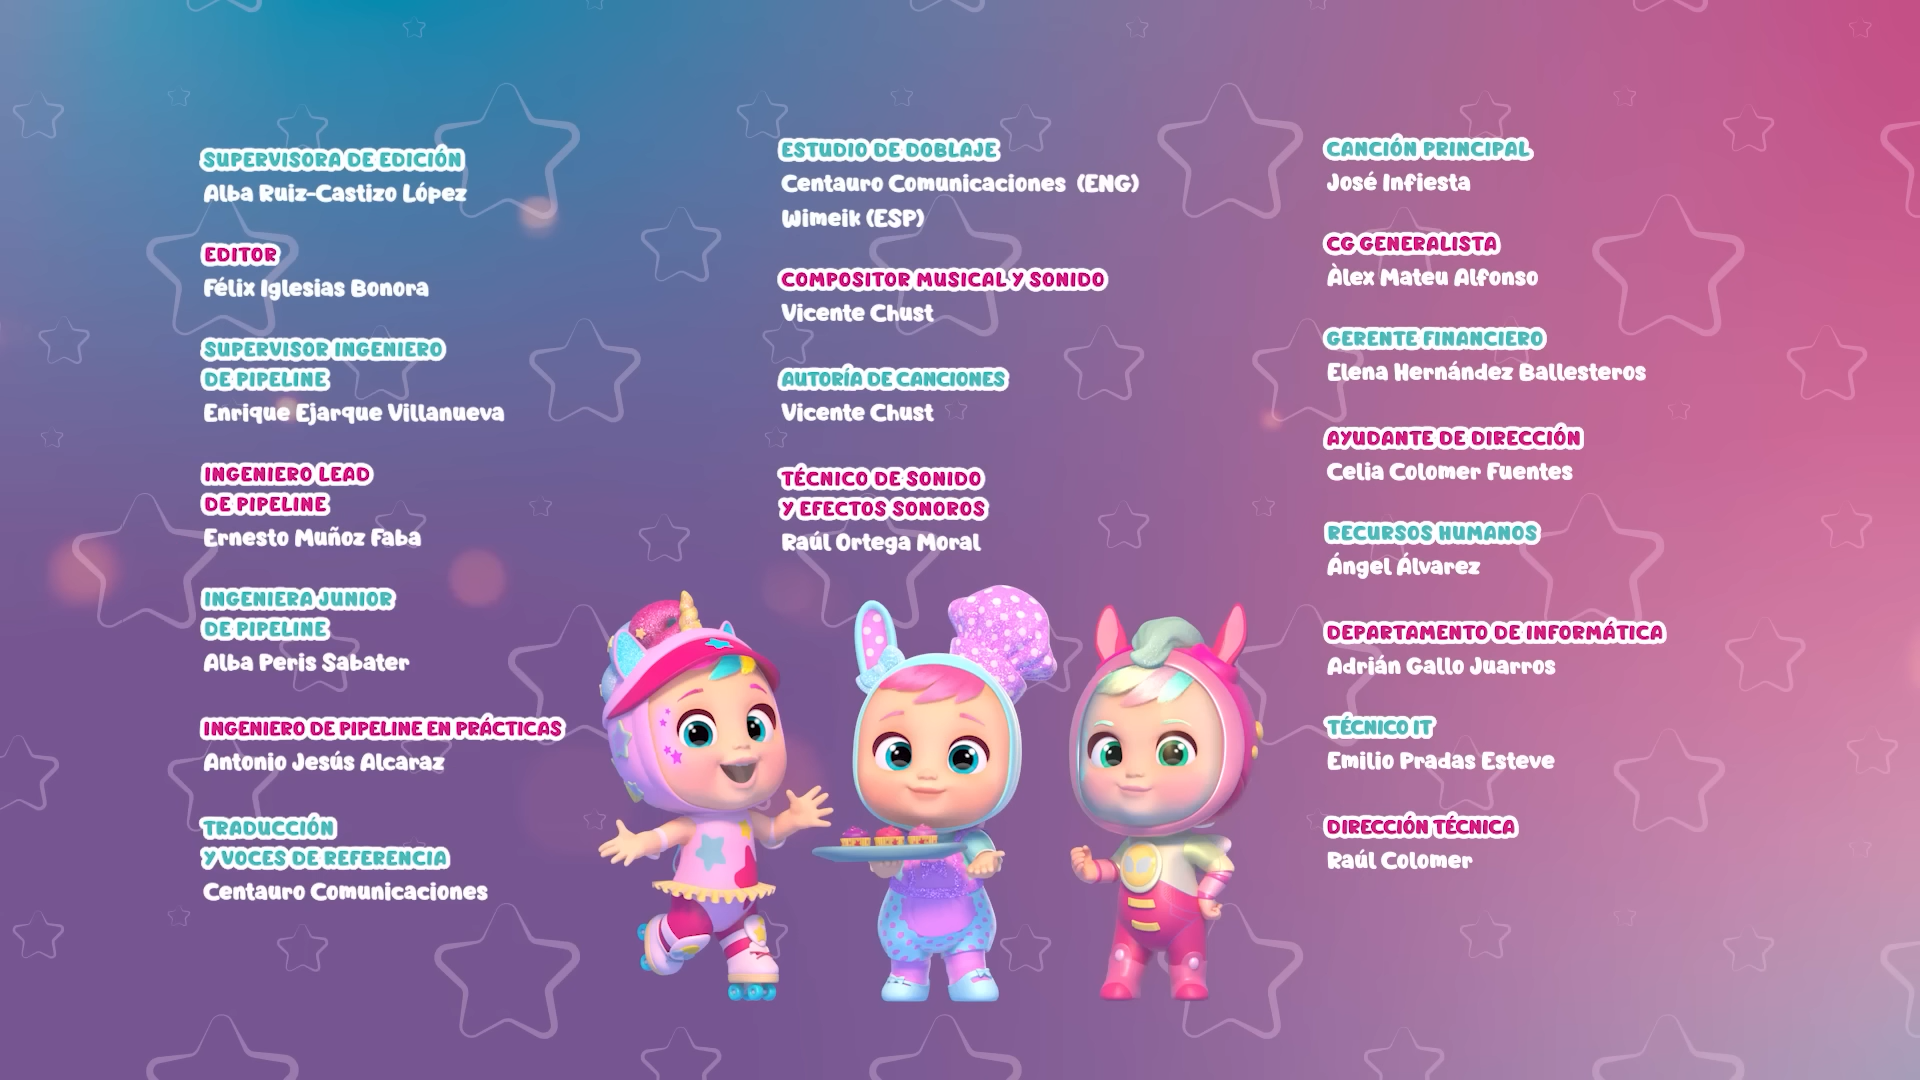 SUPERVISORA DE EDICIÓN
Alba Ruiz-Castizo López
EDITOR
Félix Iglesias Bonora
SUPERVISOR INGENIERO
DE PIPELINE
Enrique Ejarque Villanueva
INGENIERO LEAD
DE PIPELINE
Ernesto Muñoz Faba
INGENIERA JUNIOR
DE PIPELINE
Alba Peris Sabater
INGENIERO DE PIPELINE EN PRÁCTICAS
Antonio Jesús Alcaraz
TRADUCCIÓN
Y VOCES DE REFERENCIA
Centauro Comunicaciones
ESTUDIO DE DOBLAJE
Centauro Comunicaciones (ENG)
Wimeik (ESP)
COMPOSITOR MUSICAL Y SONIDO
Vicente Chust
AUTORÍA DE CANCIONES
Vicente Chust
TÉCNICO DE SONIDO
Y EFECTOS SONOROS
Raúl Ortega Moral
CANCIÓN PRINCIPAL
José Infiesta
CG GENERALISTA
Àlex Mateu Alfonso
GERENTE FINANCIERO
Elena Hernández Ballesteros
AYUDANTE DE DIRECCIÓN
Celia Colomer Fuentes
RECURSOS HUMANOS
Ángel Álvarez
DEPARTAMENTO DE INFORMÁTICA
Adrián Gallo Juarros
TÉCNICO IT
Emilio Pradas Esteve
DIRECCIÓN TÉCNICA
Raúl Colomer